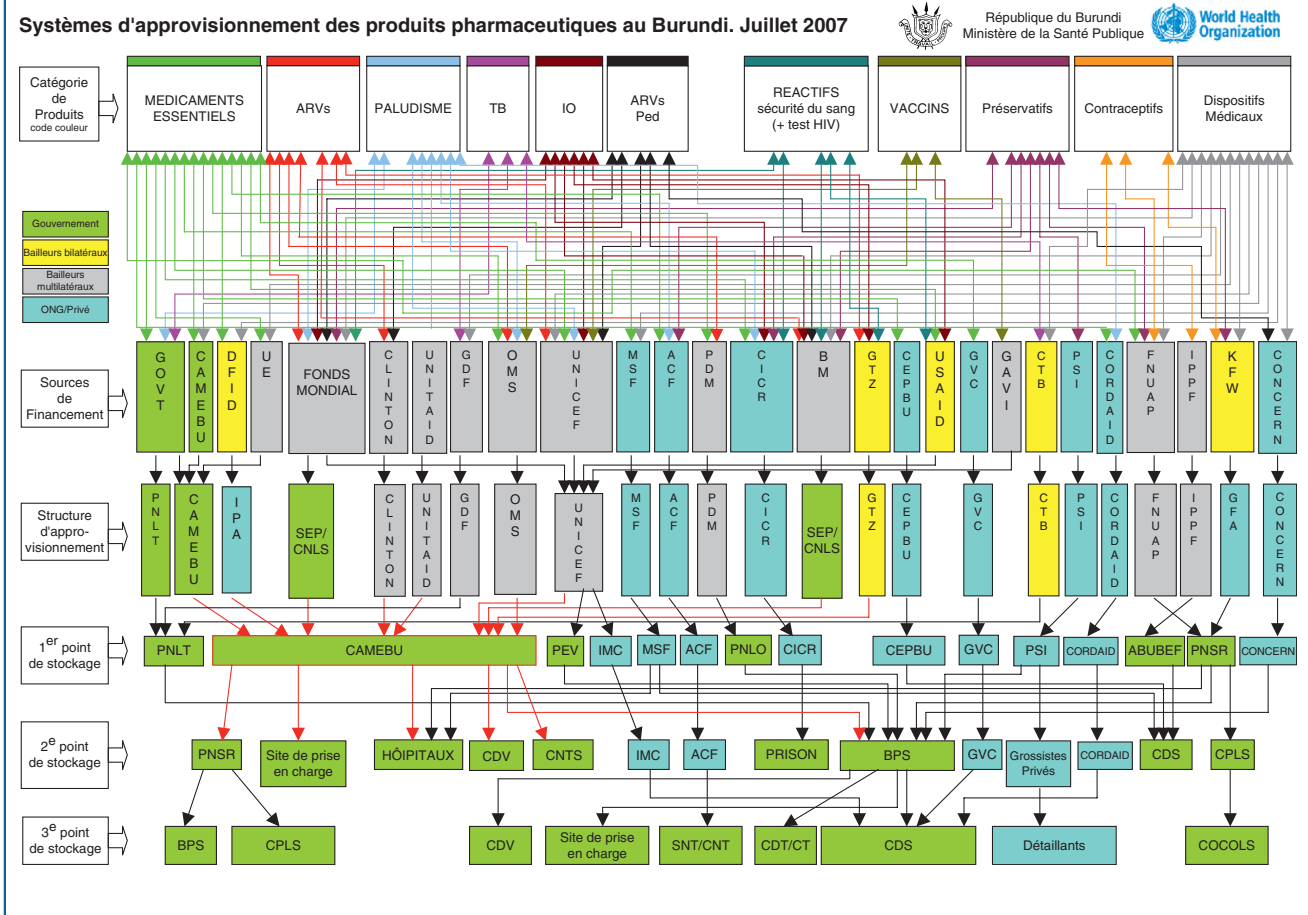 Systèmes d'approvisionnement des produits pharmaceutiques au Burundi. Juillet 2007
République du Burundi
Ministère de la Santé Publique
World Health
Organization
Catégorie
de
Produits
code couleur
MEDICAMENTS
ESSENTIELS
ARVs
PALUDISME
TB
IO
ARVs
Ped
REACTIFS
sécurité du sang
(+ test HIV)
VACCINS
Préservatifs
Contraceptifs
Dispositifs
Médicaux
Gouvernement
Bailleurs bilatéraux
Bailleurs
multilatéraux
ONG/Privé
Sources
de
Financement
GOVT
CAMEBU
DFID
UE
FONDS
MONDIAL
CLINTON
UNITAID
GDF
OMS
UNICEF
MSF
ACF
PDM
CICR
BM
GTZ
CEPBU
USAID
GVC
GAVI
CTB
PSI
CORDAID
FNUAP
IPPF
KFW
CONCERN
Structure
d'appro-
visionnement
PNLT
CAMEBU
IPA
SEP/
CNLS
CLINTON
UNITAID
GDF
OMS
UNICEF
MSF
ACF
PDM
CICR
SEP/
CNLS
GTZ
CEPBU
GVC
CTB
PSI
CORDAID
FNUAP
IPPF
GFA
CONCERN
1er point
de stockage
PNLT
CAMEBU
PEV
IMC
MSF
ACF
PNLO
CICR
CEPBU
GVC
PSI
CORDAID
ABUBEF
PNSR
CONCERN
2e point
de stockage
PNSR
Site de prise
en charge
HÔIPITAUX
CDV
CNTS
IMC
ACF
PRISON
BPS
GVC
Grossistes
Privés
CORDAID
CDS
CPLS
3e point
de stockage
BPS
CPLS
CDV
Site de prise
en charge
SNT/CNT
CDT/CT
CDS
Détaillants
COCOLS